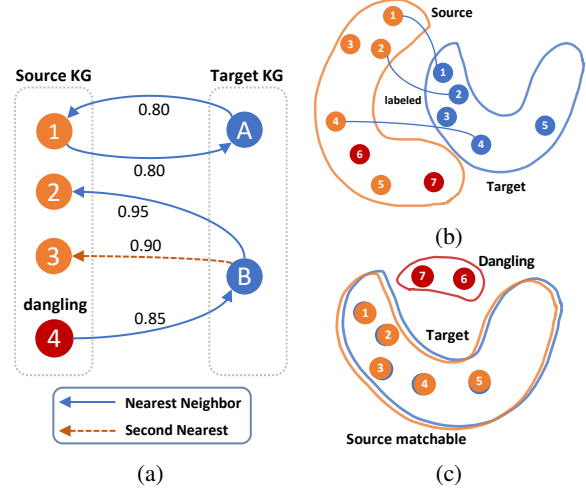 Source KG
Target KG
0.80
1
A
0.80
2
0.95
3
0.90
B
dangling
4
0.85
Nearest Neighbor
Second Nearest
(a)
Source
1
3
2
1
labeled
2
3
4
4
5
6
5
7
Target
(b)
Dangling
7
6
Target
1
2
3
4
5
Source matchable
(c)